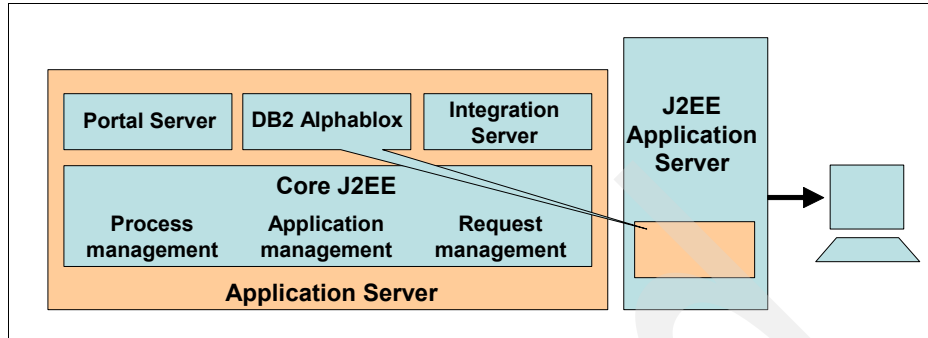 Portal Server
DB2 Alphablox
Integration
Server
Core J2EE
Process
management
Application
management
Request
management
Application Server
J2EE
Application
Server